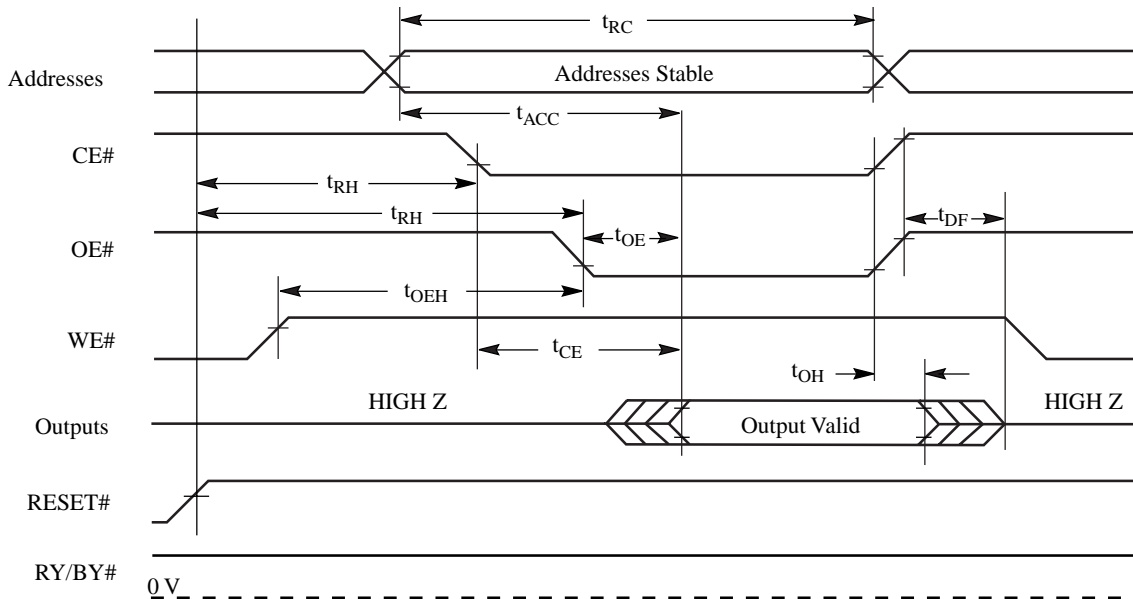 tRC
Addresses
Addresses Stable
tACC
CE#
tRH
tRH
tOE
tDF
OE#
tOEH
WE#
tCE
tOH
HIGH Z
HIGH Z
Outputs
Output Valid
RESET#
RY/BY#
0 V